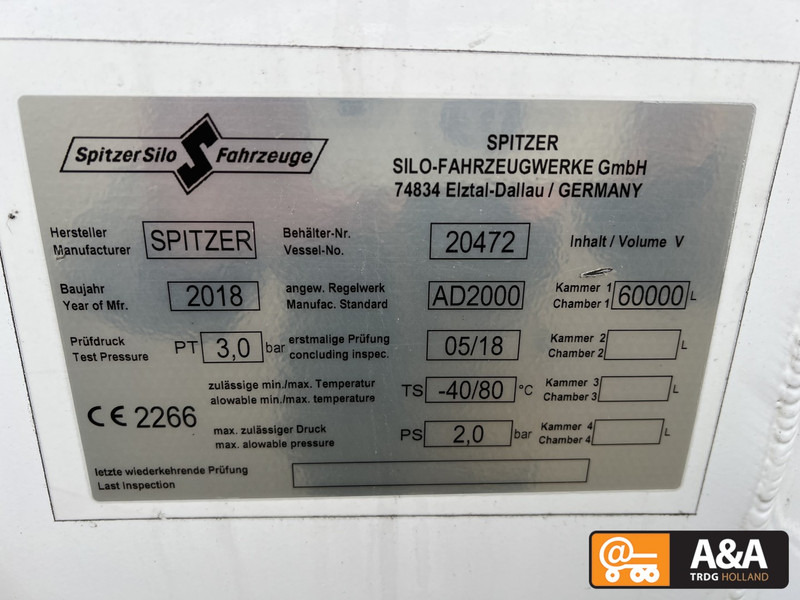 SpitzerSilo S Fahrzeuge
SPITZER
SILO-FAHRZEUGWERKE GmbH
74834 Elztal-Dallau / GERMANY
Hersteller
Manufacturer
SPITZER
Behälter-Nr.
Vessel-No.
20472
Inhalt / Volume V
Baujahr
Year of Mfr.
2018
angew. Regelwerk
Manufac. Standard
AD2000
Kammer 1
Chamber 1
60000 L
Prüfdruck
Test Pressure
PT 3,0 bar
erstmalige Prüfung
concluding inspec.
05/18
Kammer 2
Chamber 2
L
zulässige min./max. Temperatur
alowable min./max. temperature
TS -40/80 °C
Kammer 3
Chamber 3
L
CE 2266
max. zulässiger Druck
max. alowable pressure
PS 2,0 bar
Kammer 4
Chamber 4
L
letzte wiederkehrende Prüfung
Last Inspection
@
A&A
TRDG HOLLAND